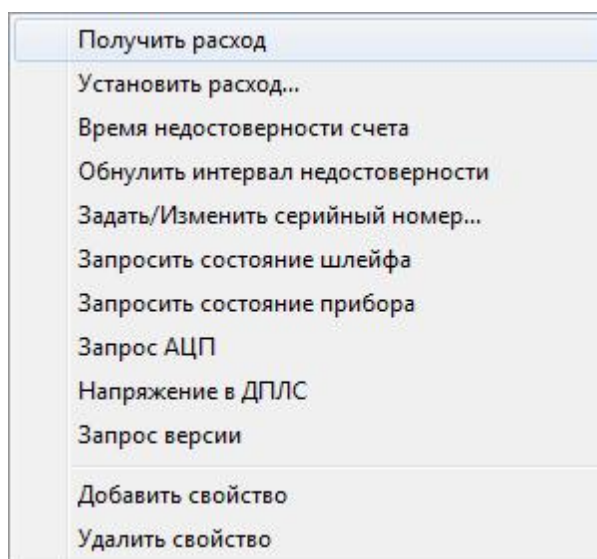 Получить расход
Установить расход...
Время недостоверности счета
Обнулить интервал недостоверности
Задать/Изменить серийный номер...
Запросить состояние шлейфа
Запросить состояние прибора
Запрос АЦП
Напряжение в ДПЛС
Запрос версии
Добавить свойство
Удалить свойство